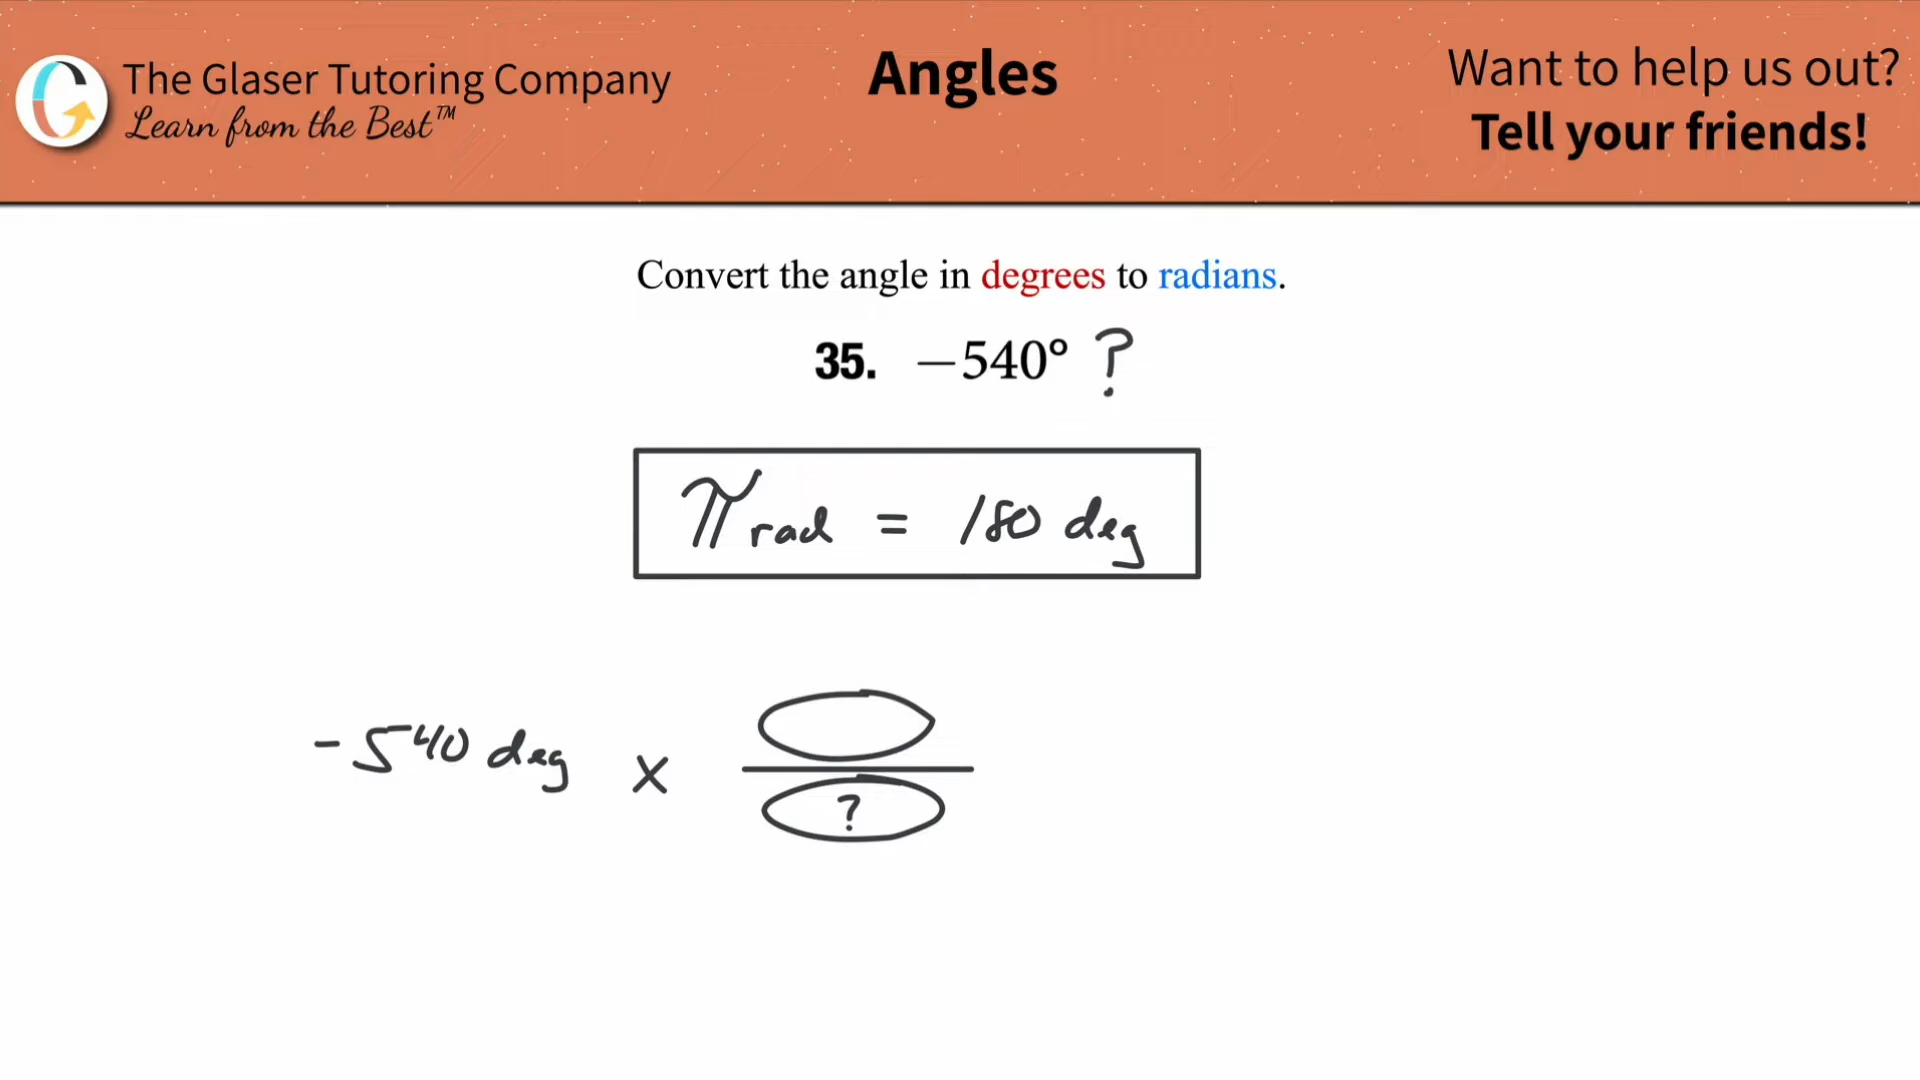 The Glaser Tutoring Company
Learn from the Best™
Angles
Want to help us out?
Tell your friends!
Convert the angle in degrees to radians.
35. −540° ?
π rad = 180 deg
-540 deg x
?